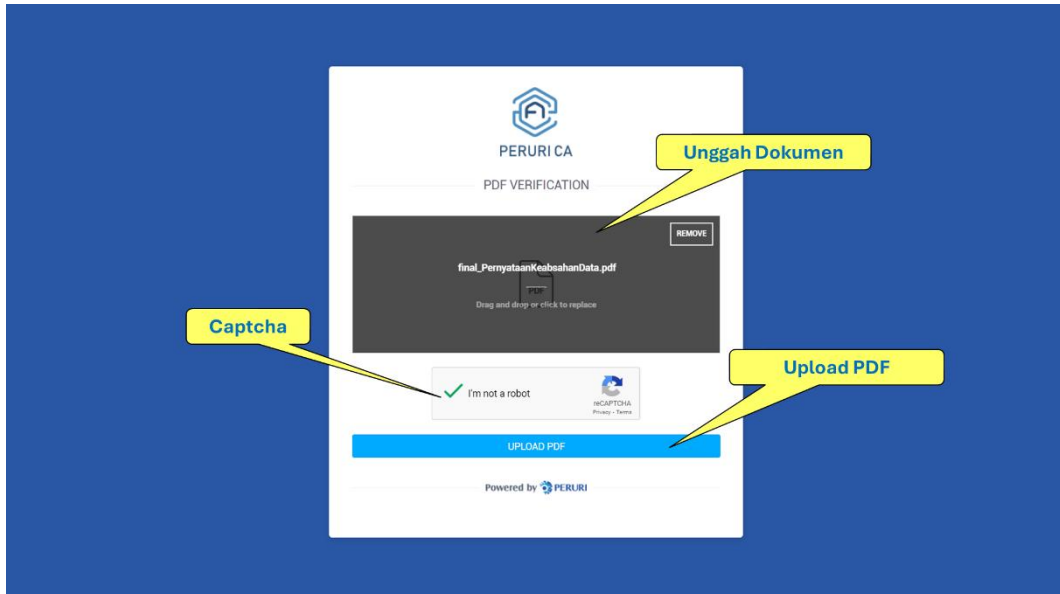 PERURI CA
Unggah Dokumen
PDF VERIFICATION
REMOVE
final_PernyataanKeabsahanData.pdf
PDF
Drag and drop or click to replace
Captcha
Upload PDF
I'm not a robot
reCAPTCHA
Privacy - Terms
UPLOAD PDF
Powered by PERURI